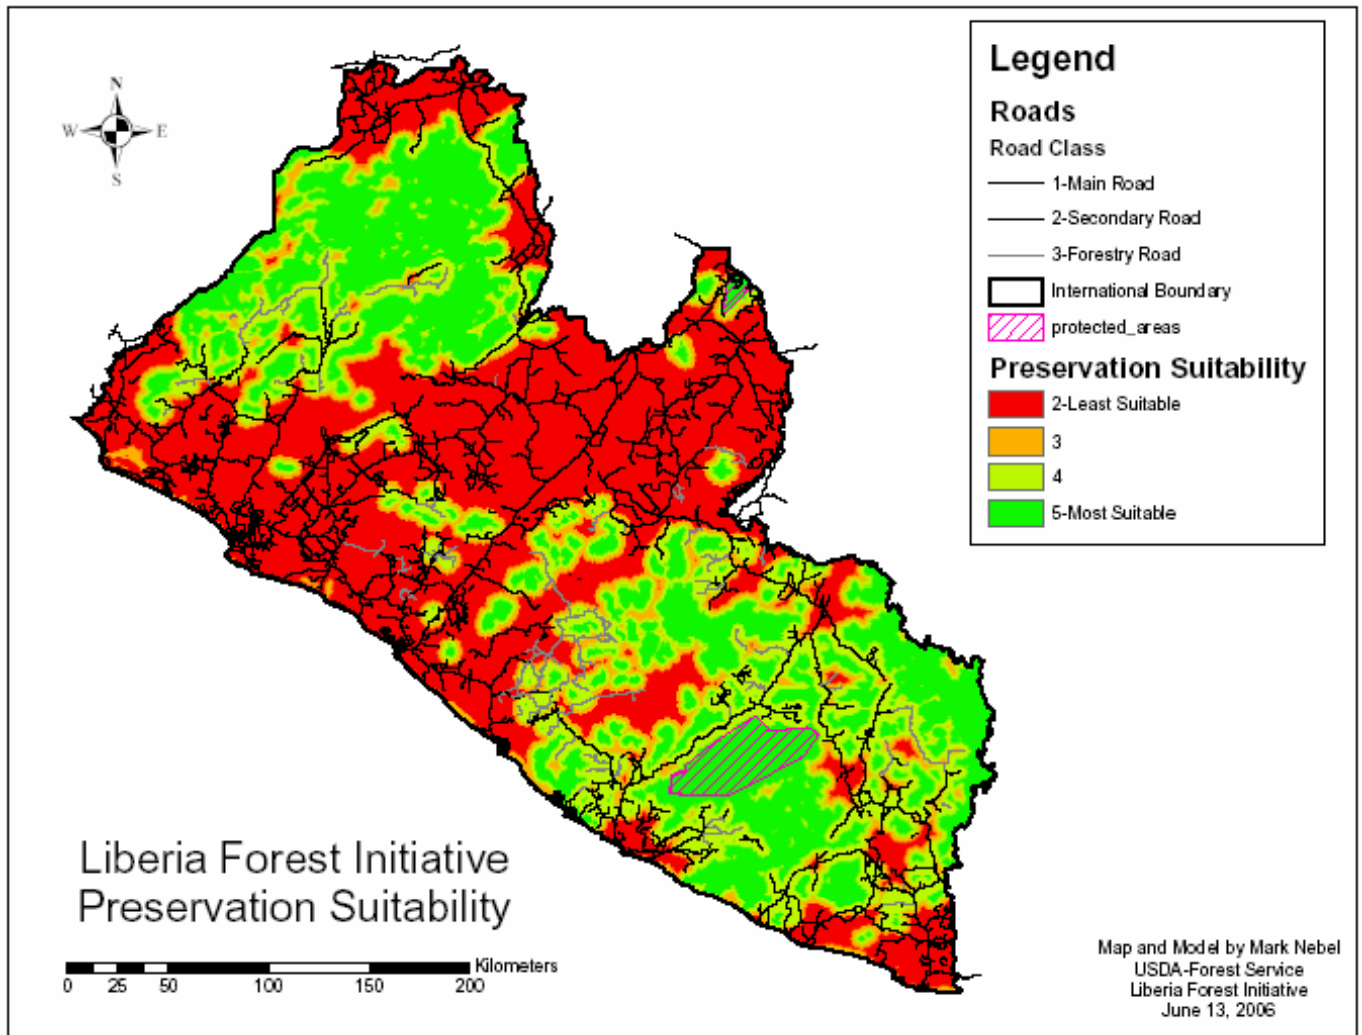 N
W E
S
Legend
Roads
Road Class
1-Main Road
2-Secondary Road
3-Forestry Road
International Boundary
protected_areas
Preservation Suitability
2-Least Suitable
3
4
5-Most Suitable
Liberia Forest Initiative
Preservation Suitability
Kilometers
0 25 50 100 150 200
Map and Model by Mark Nebel
USDA-Forest Service
Liberia Forest Initiative
June 13, 2006